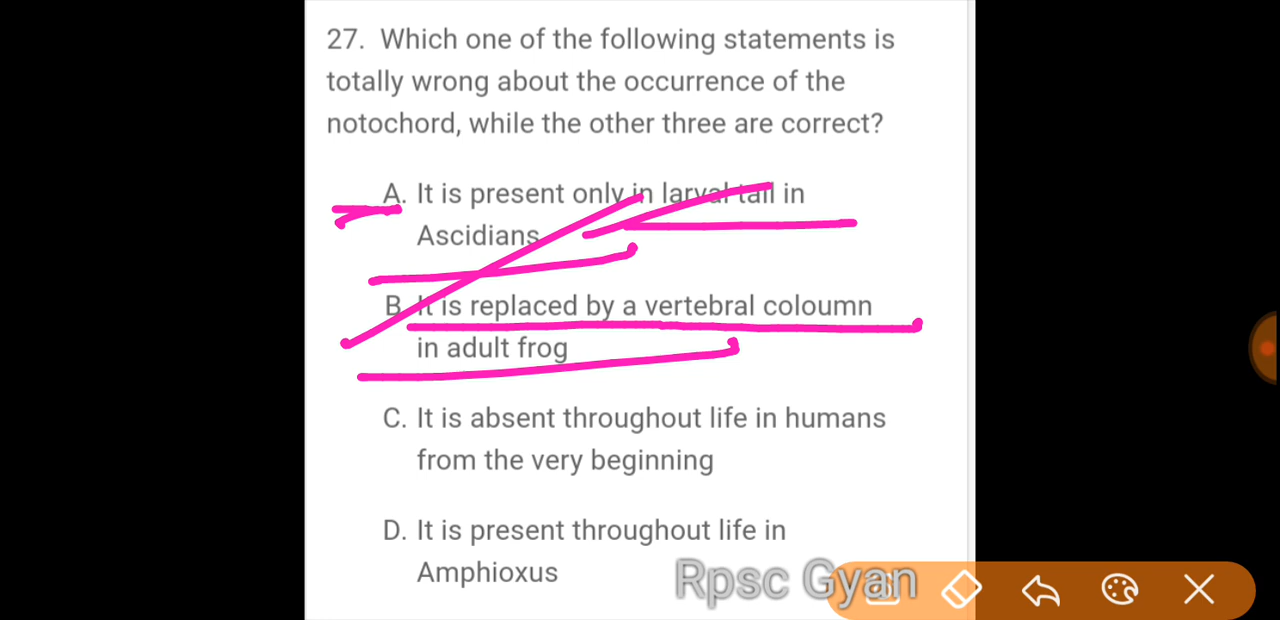 27. Which one of the following statements is
totally wrong about the occurrence of the
notochord, while the other three are correct?
A. It is present only in larval tail in
Ascidians
B. It is replaced by a vertebral coloumn
in adult frog
C. It is absent throughout life in humans
from the very beginning
D. It is present throughout life in
Amphioxus
Rpsc Gyan